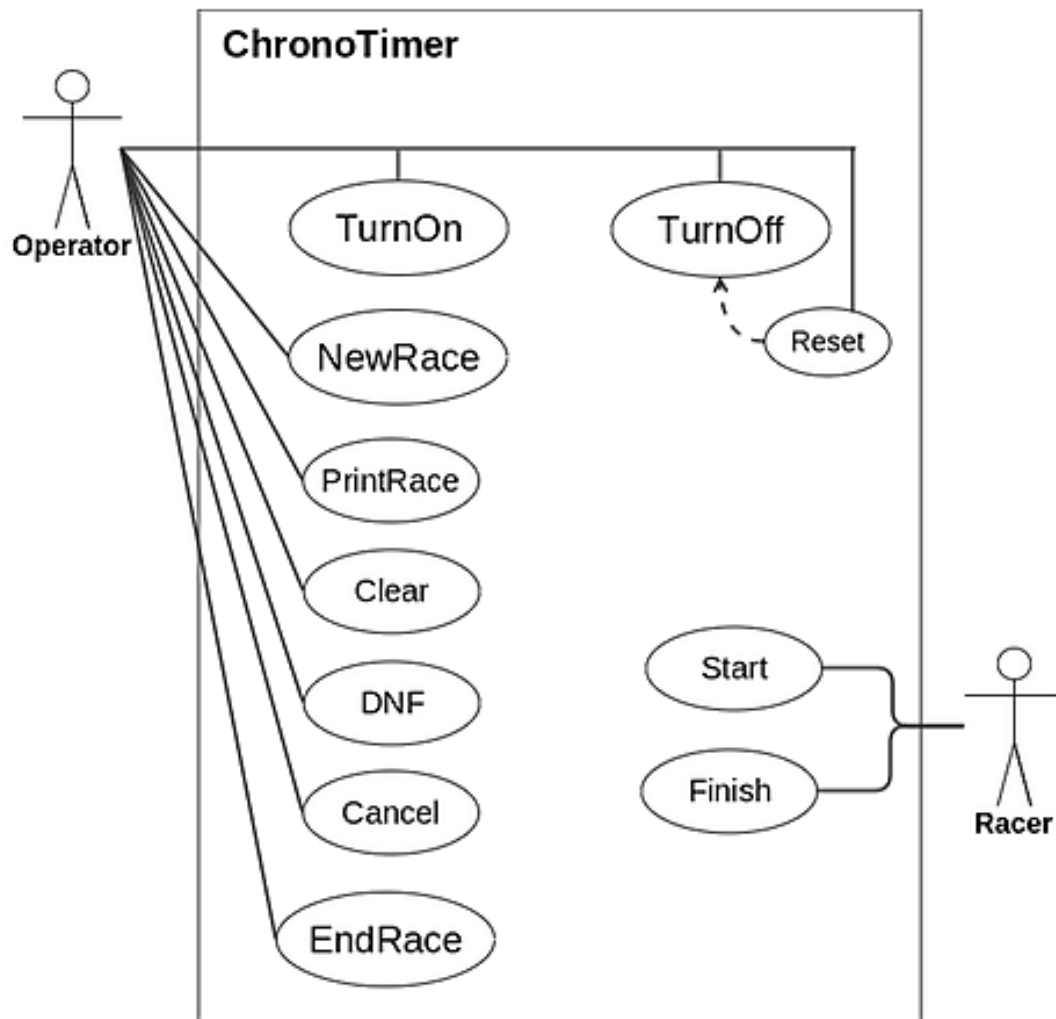 ChronoTimer
Operator
TurnOn
TurnOff
NewRace
Reset
PrintRace
Clear
DNF
Cancel
EndRace
Start
Finish
Racer